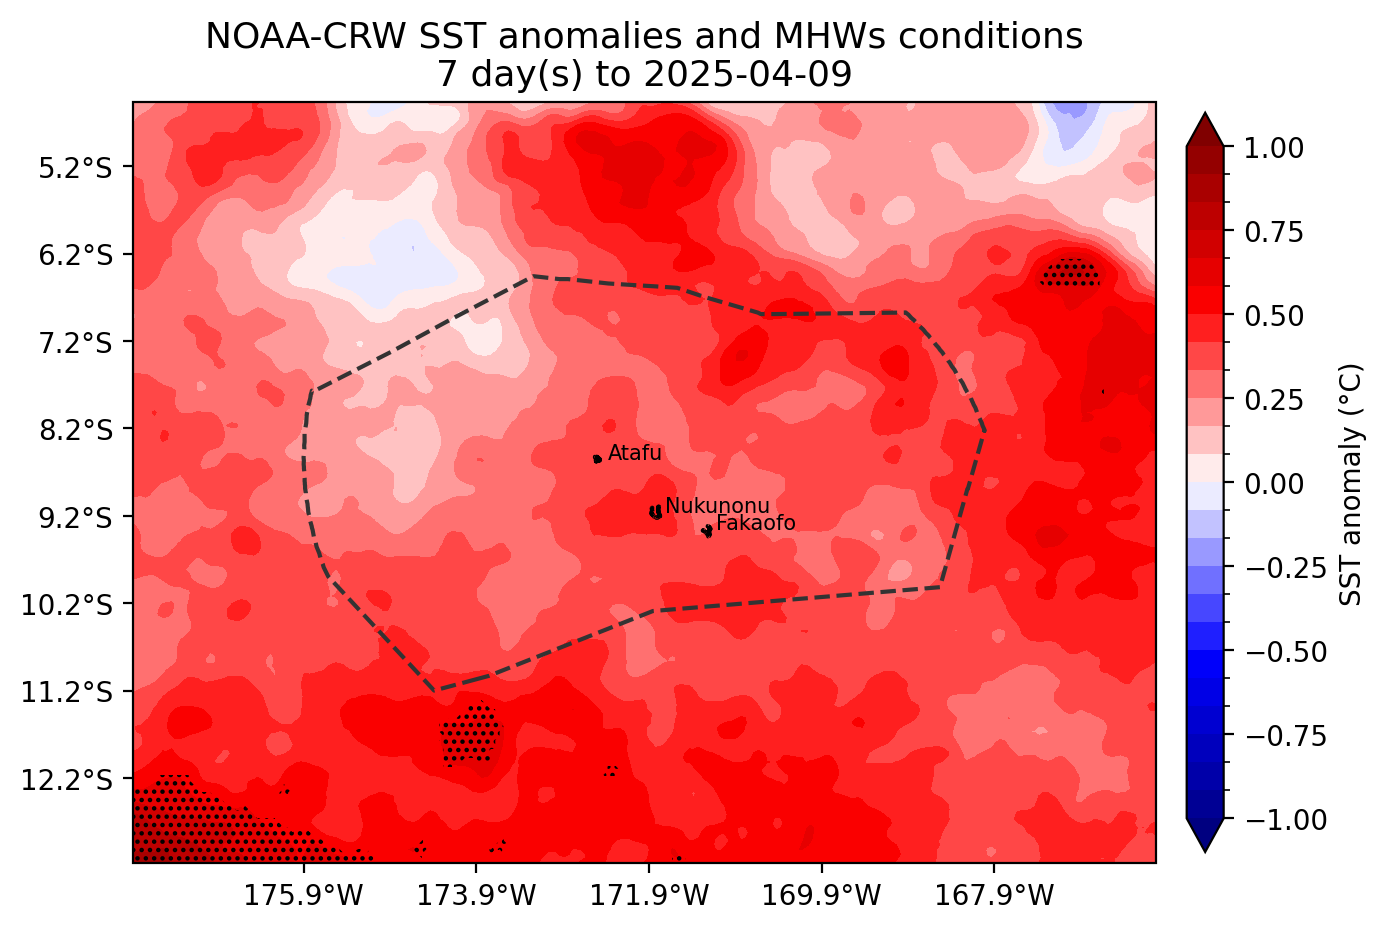 NOAA-CRW SST anomalies and MHWs conditions
7 day(s) to 2025-04-09
5.2°S
6.2°S
7.2°S
8.2°S
9.2°S
10.2°S
11.2°S
12.2°S
Atafu
Nukunonu
Fakaofo
175.9°W
173.9°W
171.9°W
169.9°W
167.9°W
1.00
0.75
0.50
0.25
0.00
−0.25
−0.50
−0.75
−1.00
SST anomaly (°C)